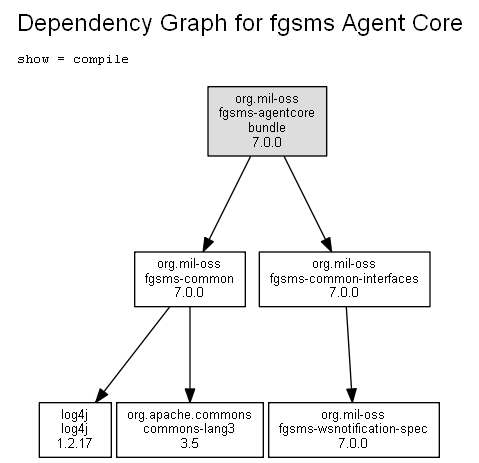 Dependency Graph for fgsms Agent Core
show = compile
org.mil-oss
fgsms-agentcore
bundle
7.0.0
org.mil-oss
fgsms-common
7.0.0
org.mil-oss
fgsms-common-interfaces
7.0.0
log4j
log4j
1.2.17
org.apache.commons
commons-lang3
3.5
org.mil-oss
fgsms-wsnotification-spec
7.0.0